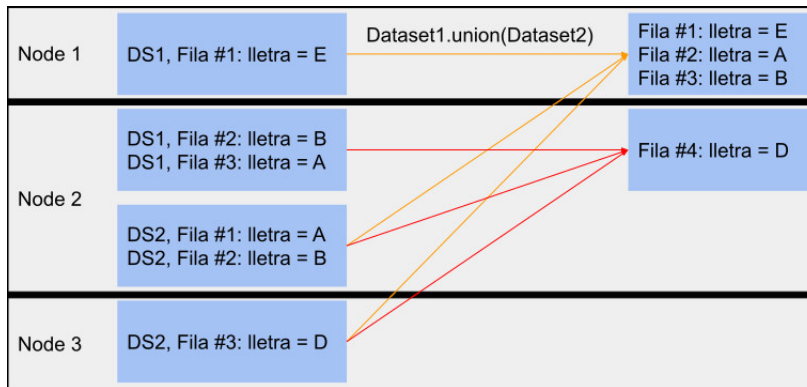 Node 1
DS1, Fila #1: lletra = E
Dataset1.union(Dataset2)
Fila #1: lletra = E
Fila #2: lletra = A
Fila #3: lletra = B
Node 2
DS1, Fila #2: lletra = B
DS1, Fila #3: lletra = A
Fila #4: lletra = D
DS2, Fila #1: lletra = A
DS2, Fila #2: lletra = B
Node 3
DS2, Fila #3: lletra = D